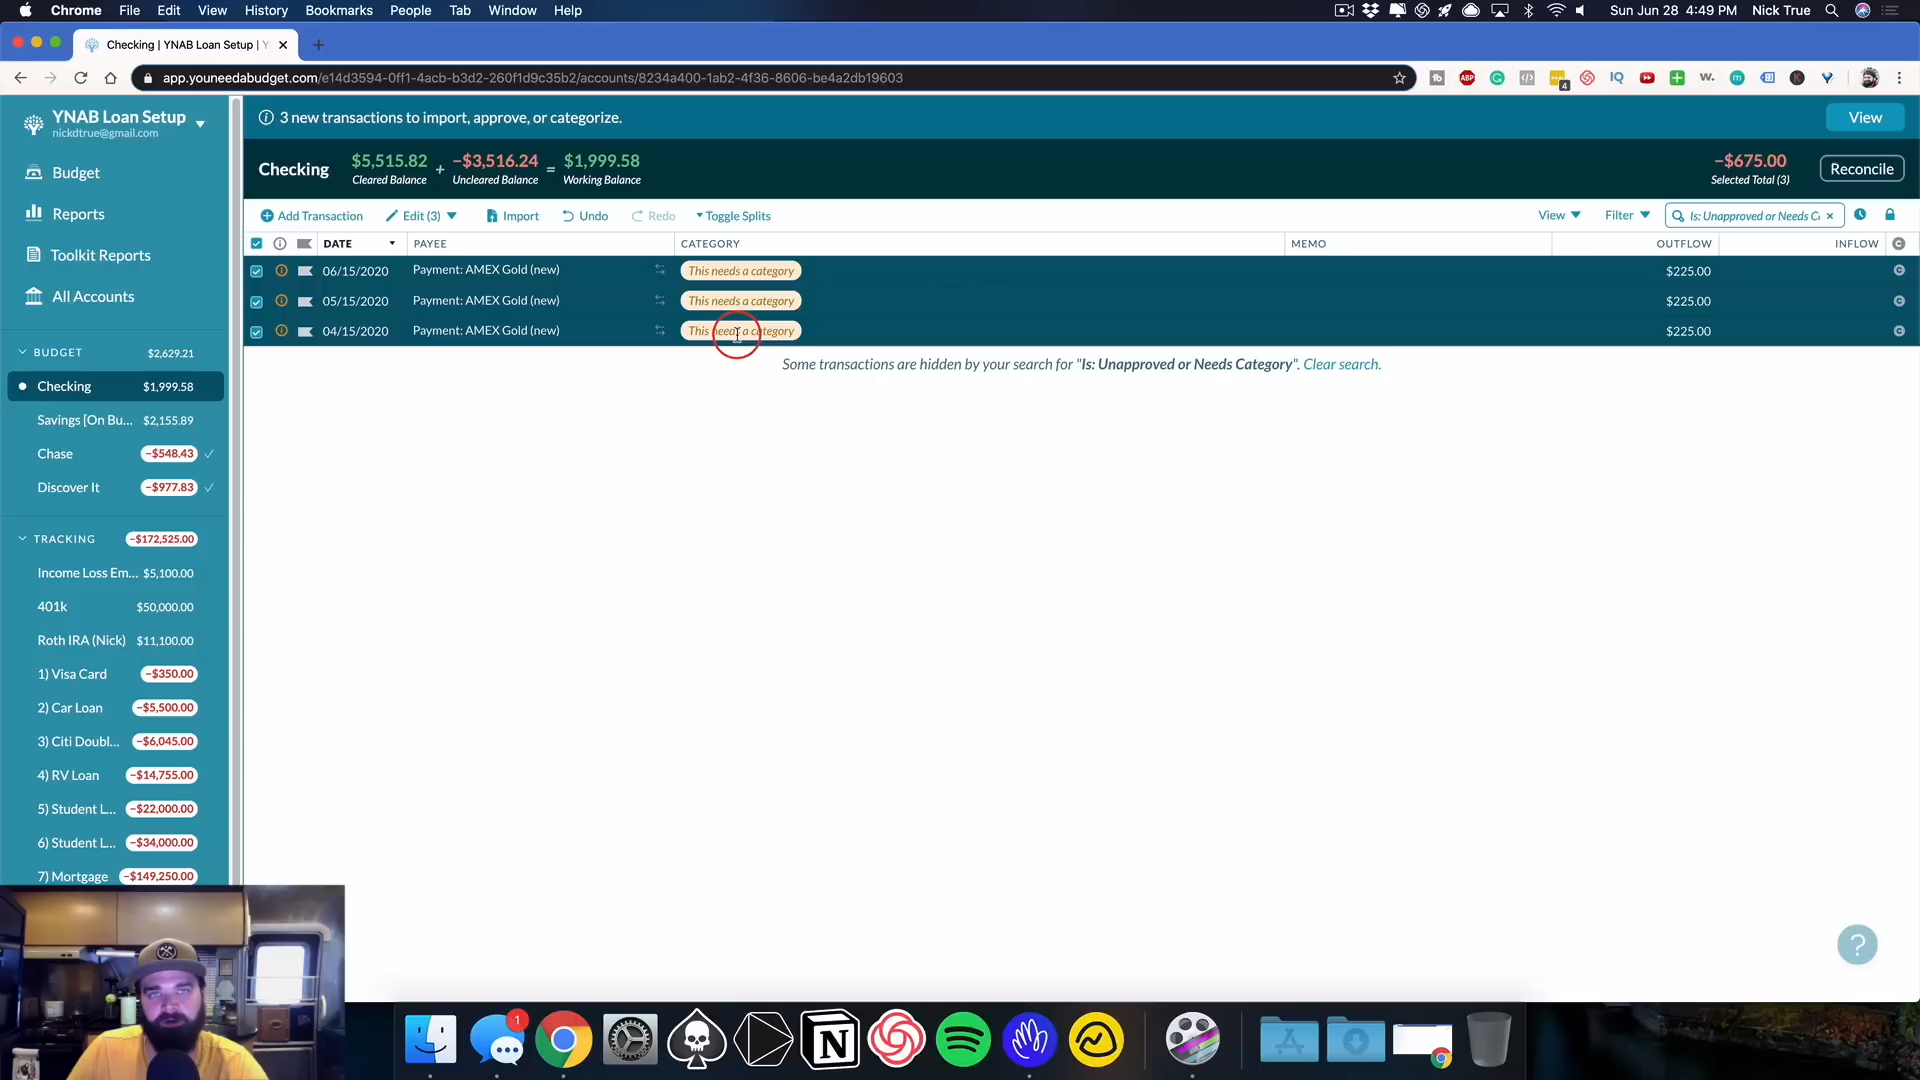 Chrome File Edit View History Bookmarks People Tab Window Help Sun Jun 28 4:49 PM Nick True
Checking | YNAB Loan Setup | Y
app.youneedabudget.com/e14d3594-0ff1-4acb-b3d2-260f1d9c35b2/accounts/8234a400-1ab2-4f36-8606-be4a2db19603
YNAB Loan Setup
nickdtrue@gmail.com
Budget
Reports
Toolkit Reports
All Accounts
BUDGET $2,629.21
Checking $1,999.58
Savings [On Bu... $2,155.89
Chase -$548.43
Discover It -$977.83
TRACKING -$172,525.00
Income Loss Em... $5,100.00
401k $50,000.00
Roth IRA (Nick) $11,100.00
1) Visa Card -$350.00
2) Car Loan -$5,500.00
3) Citi Doubl... -$6,045.00
4) RV Loan -$14,755.00
5) Student L... -$22,000.00
6) Student L... -$34,000.00
7) Mortgage -$149,250.00
3 new transactions to import, approve, or categorize.
View
Checking
$5,515.82 + -$3,516.24 = $1,999.58
Cleared Balance Uncleared Balance Working Balance
-$675.00
Selected Total (3)
Reconcile
Add Transaction Edit (3) Import Undo Redo Toggle Splits View Filter Is: Unapproved or Needs C
DATE PAYEE CATEGORY MEMO OUTFLOW INFLOW C
06/15/2020 Payment: AMEX Gold (new) This needs a category $225.00 C
05/15/2020 Payment: AMEX Gold (new) This needs a category $225.00 C
04/15/2020 Payment: AMEX Gold (new) This needs a category $225.00 C
Some transactions are hidden by your search for "Is: Unapproved or Needs Category". Clear search.
?
1
N